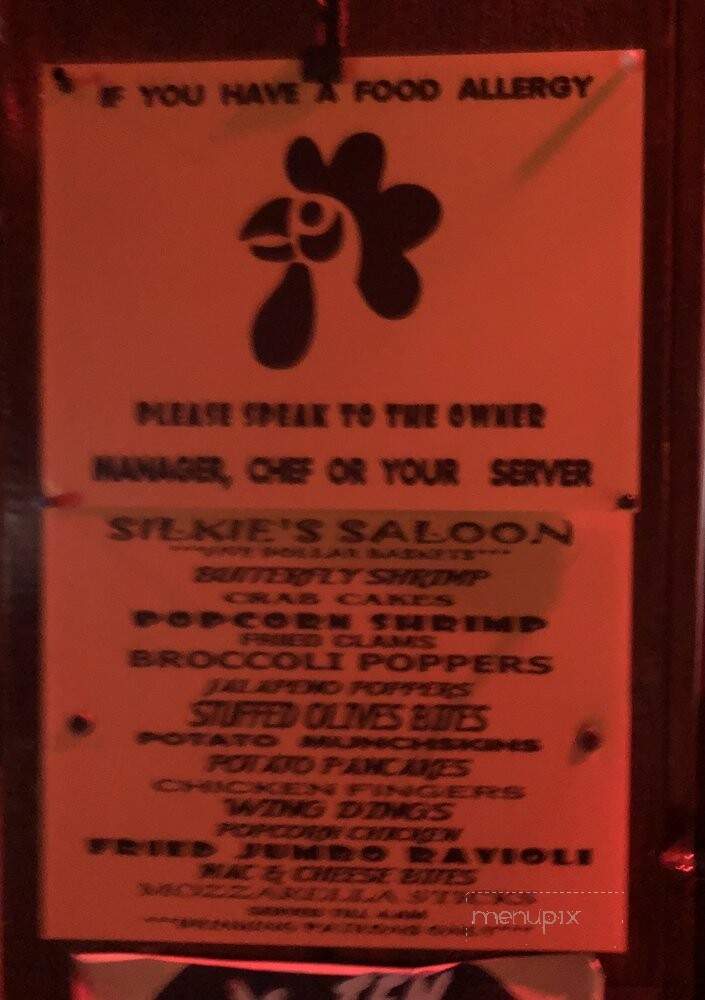 IF YOU HAVE A FOOD ALLERGY
PLEASE SPEAK TO THE OWNER
MANAGER, CHEF OR YOUR SERVER
SILKIE'S SALOON
DOLLAR BASKETS***
BUTTERFLY SHRIMP
CRAB CAKES
POPCORN SHRIMP
FRIED CLAMS
BROCCOLI POPPERS
JALAPENO POPPERS
STUFFED OLIVES BITES
POTATO MUNCHSKINS
POTATO PANCAKES
CHICKEN FINGERS
WING DINGS
POPCORN CHICKEN
FRIED JUMBO RAVIOLI
MAC & CHEESE BITES
MOZZARELLA STICKS
menupix